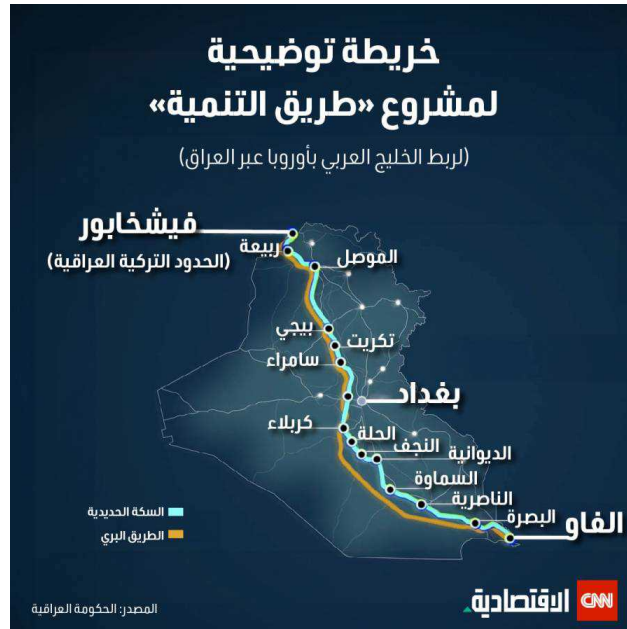 خريطة توضيحية
لمشروع «طريق التنمية»
(لربط الخليج العربي بأوروبا عبر العراق)
فيشخابور
ربيعة
(الحدود التركية العراقية)
الموصل
بيجي
تكريت
سامراء
بغداد
كربلاء
الحلة
النجف
الديوانية
السماوة
الناصرية
البصرة
الفاو
السكة الحديدية
الطريق البري
CNN الاقتصادية
المصدر: الحكومة العراقية